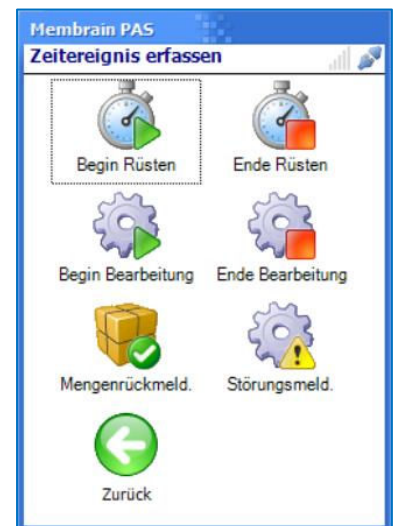 Membrain PAS
Zeitereignis erfassen
Begin Rüsten Ende Rüsten
Begin Bearbeitung Ende Bearbeitung
Mengenrückmeld. Störungsmeld.
Zurück